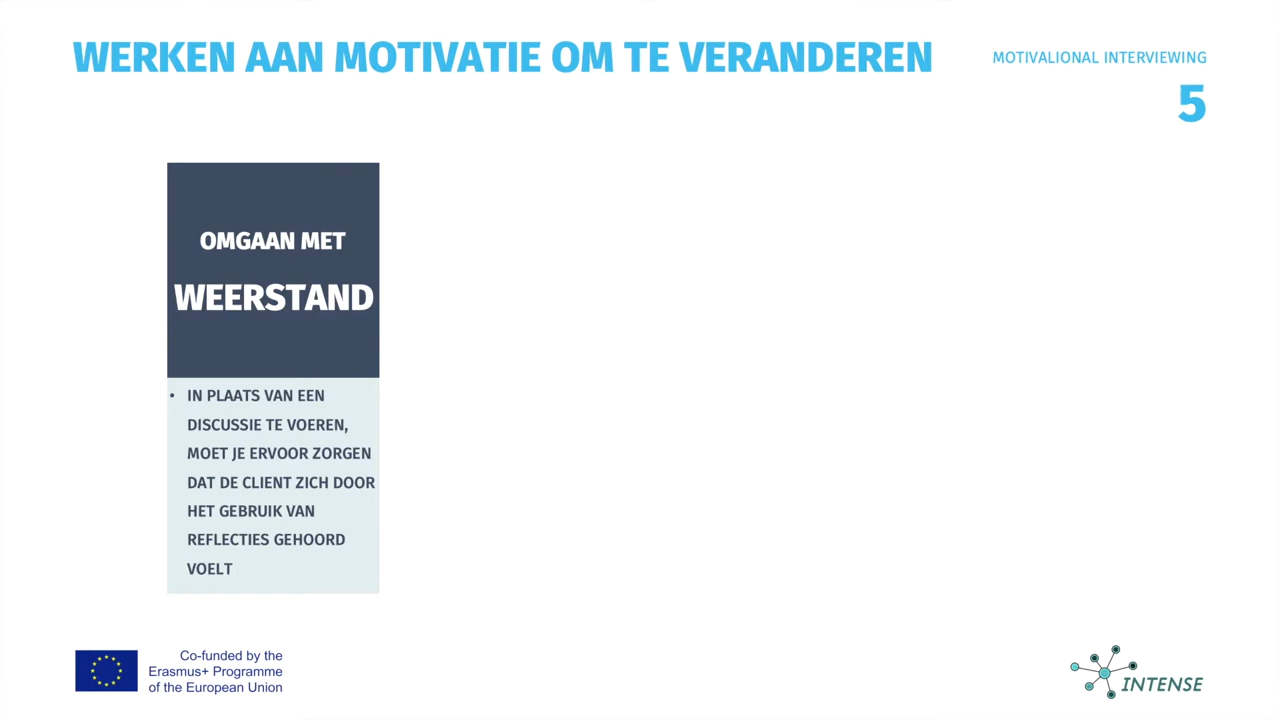 WERKEN AAN MOTIVATIE OM TE VERANDEREN
MOTIVALIONAL INTERVIEWING
5
OMGAAN MET
WEERSTAND
• IN PLAATS VAN EEN
DISCUSSIE TE VOEREN,
MOET JE ERVOOR ZORGEN
DAT DE CLIENT ZICH DOOR
HET GEBRUIK VAN
REFLECTIES GEHOORD
VOELT
Co-funded by the
Erasmus+ Programme
of the European Union
INTENSE